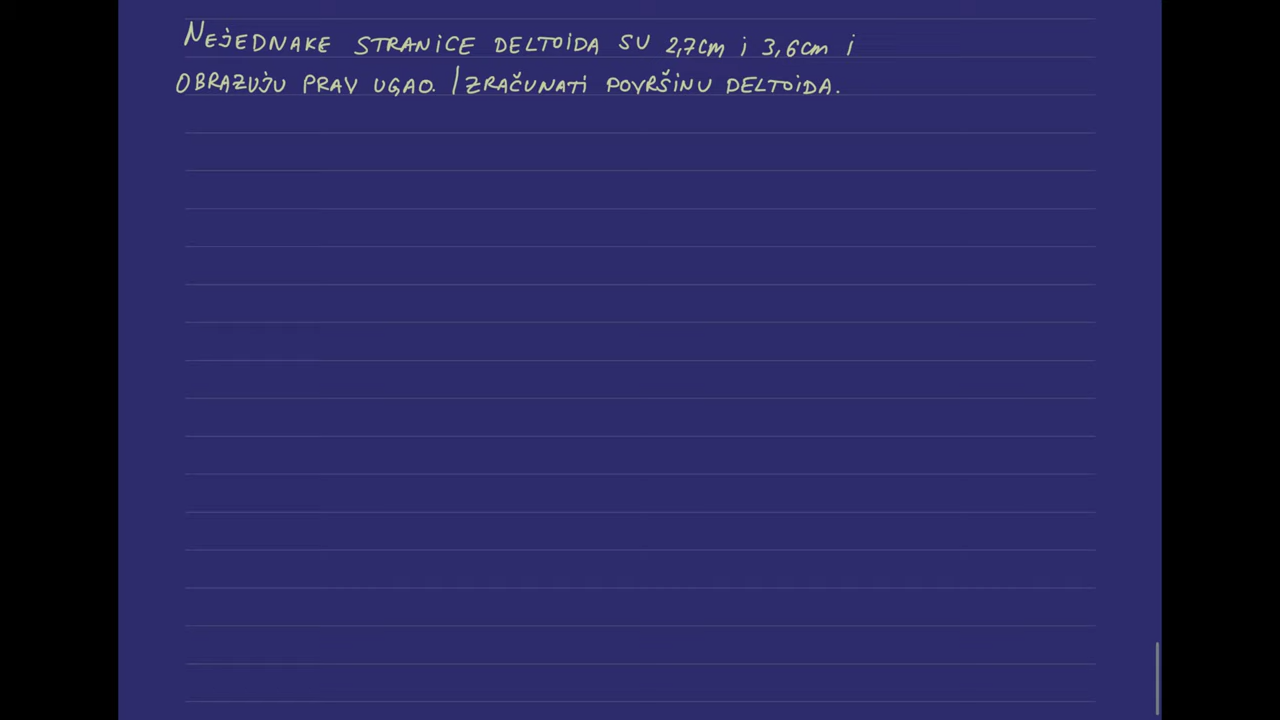 NEJEDNAKE STRANICE DELTOIDA SU 2,7cm i 3,6cm i
OBRAZUJU PRAV UGAO. IZRAČUNATI POVRŠINU DELTOIDA.